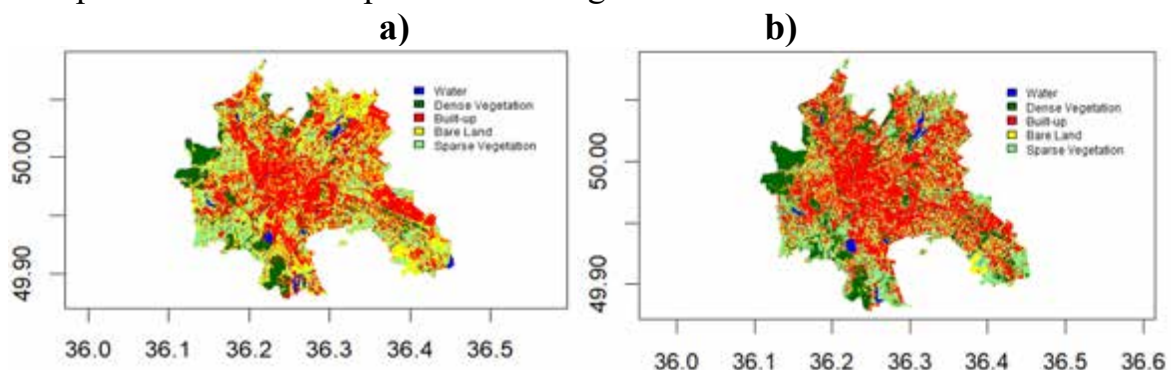 a) b)
Water
Dense Vegetation
Built-up
Bare Land
Sparse Vegetation
50.00
49.90
36.0 36.1 36.2 36.3 36.4 36.5
Water
Dense Vegetation
Built-up
Bare Land
Sparse Vegetation
50.00
49.90
36.0 36.1 36.2 36.3 36.4 36.5 36.6